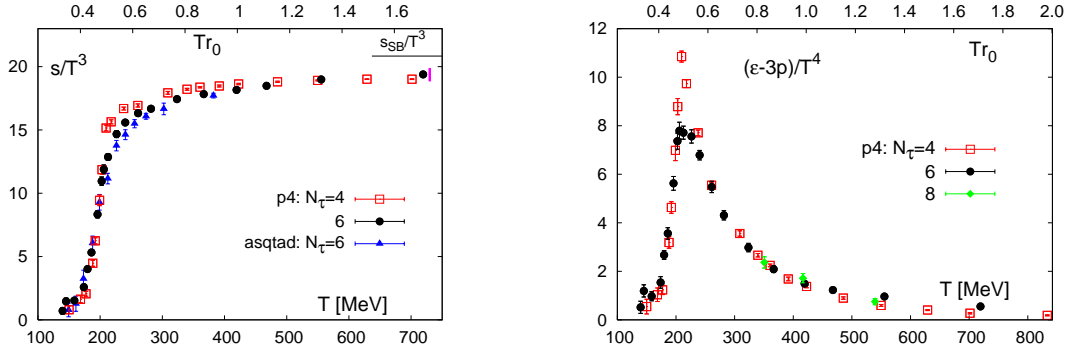 0.4 0.6 0.8 1 1.2 1.4 1.6
Tr0
sSB/T^3
s/T^3
20
15
10
5
0
p4: Nτ=4
6
asqtad: Nτ=6
T [MeV]
100 200 300 400 500 600 700
0.4 0.6 0.8 1.0 1.2 1.4 1.6 1.8 2.0
Tr0
(ε-3p)/T^4
12
10
8
6
4
2
0
p4: Nτ=4
6
8
T [MeV]
100 200 300 400 500 600 700 800